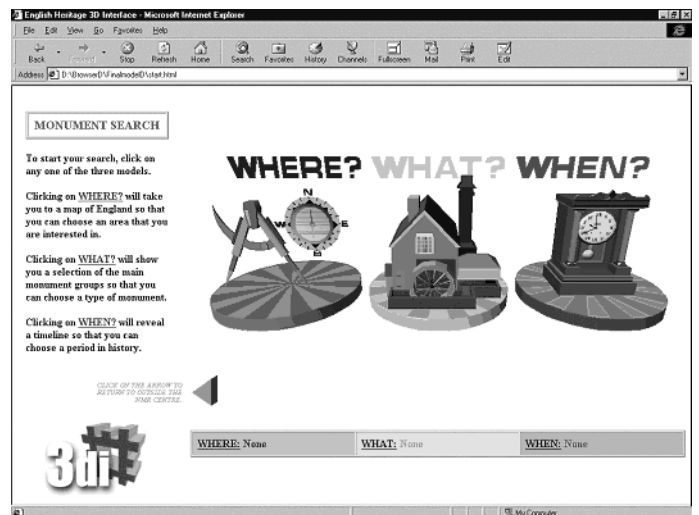 English Heritage 3D Interface - Microsoft Internet Explorer
File Edit View Go Favorites Help
Back Forward Stop Refresh Home Search Favorites History Channels Fullscreen Mail Print Edit
Address D:\BrowserD\FinalmodelD\start.html
MONUMENT SEARCH
To start your search, click on
any one of the three models.
Clicking on WHERE? will take
you to a map of England so that
you can choose an area that you
are interested in.
Clicking on WHAT? will show
you a selection of the main
monument groups so that you
can choose a type of monument.
Clicking on WHEN? will reveal
a timeline so that you can
choose a period in history.
WHERE? WHAT? WHEN?
N
W E
S
CLICK ON THE ARROW TO
RETURN TO OUTSIDE THE
NMR CENTRE.
3di
WHERE: None WHAT: None WHEN: None
My Computer